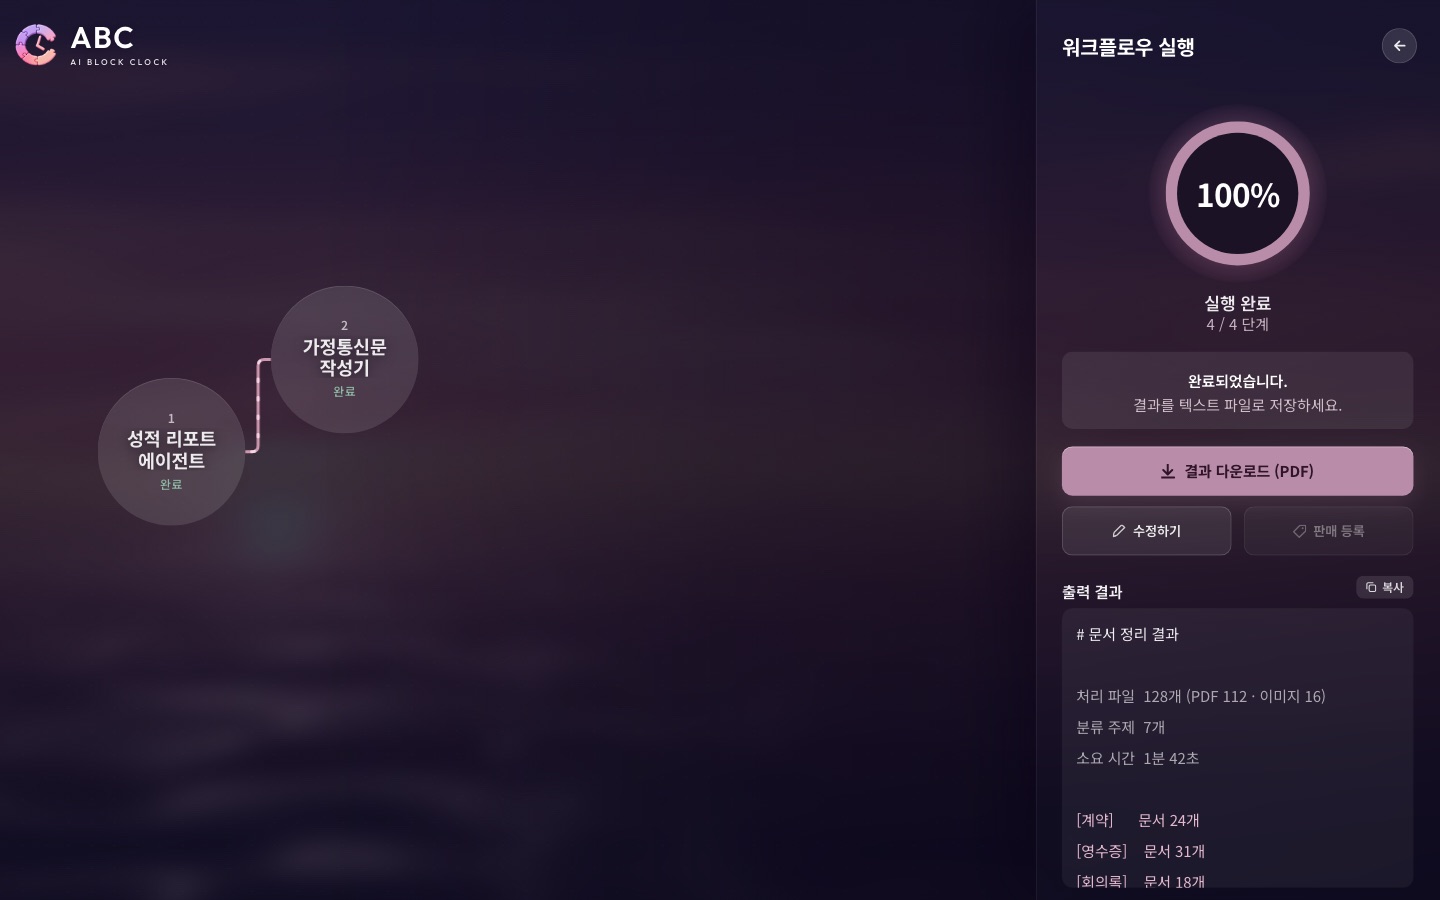 ABC
AI BLOCK CLOCK
워크플로우 실행
100%
실행 완료
4 / 4 단계
완료되었습니다.
결과를 텍스트 파일로 저장하세요.
결과 다운로드 (PDF)
수정하기
판매 등록
출력 결과
복사
# 문서 정리 결과
처리 파일 128개 (PDF 112 · 이미지 16)
분류 주제 7개
소요 시간 1분 42초
[계약] 문서 24개
[영수증] 문서 31개
[회의록] 문서 18개
2
가정통신문
작성기
완료
1
성적 리포트
에이전트
완료